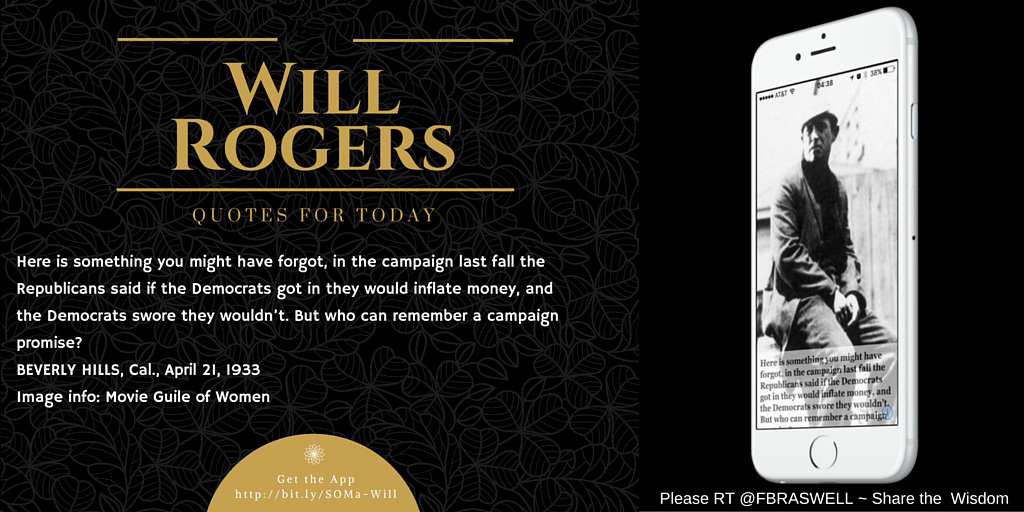 WILL
ROGERS
QUOTES FOR TODAY
Here is something you might have forgot, in the campaign last fall the
Republicans said if the Democrats got in they would inflate money, and
the Democrats swore they wouldn't. But who can remember a campaign
promise?
BEVERLY HILLS, Cal., April 21, 1933
Image info: Movie Guile of Women
Get the App
http://bit.ly/SOMa-Will
AT&T 04:38 38%
Here is something you might have
forgot, in the campaign last fall the
Republicans said if the Democrats
got in they would inflate money, and
the Democrats swore they wouldn't.
But who can remember a campaign
Please RT @FBRASWELL ~ Share the Wisdom